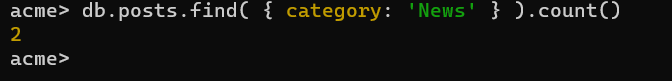 acme> db.posts.find( { category: 'News' } ).count()
2
acme>